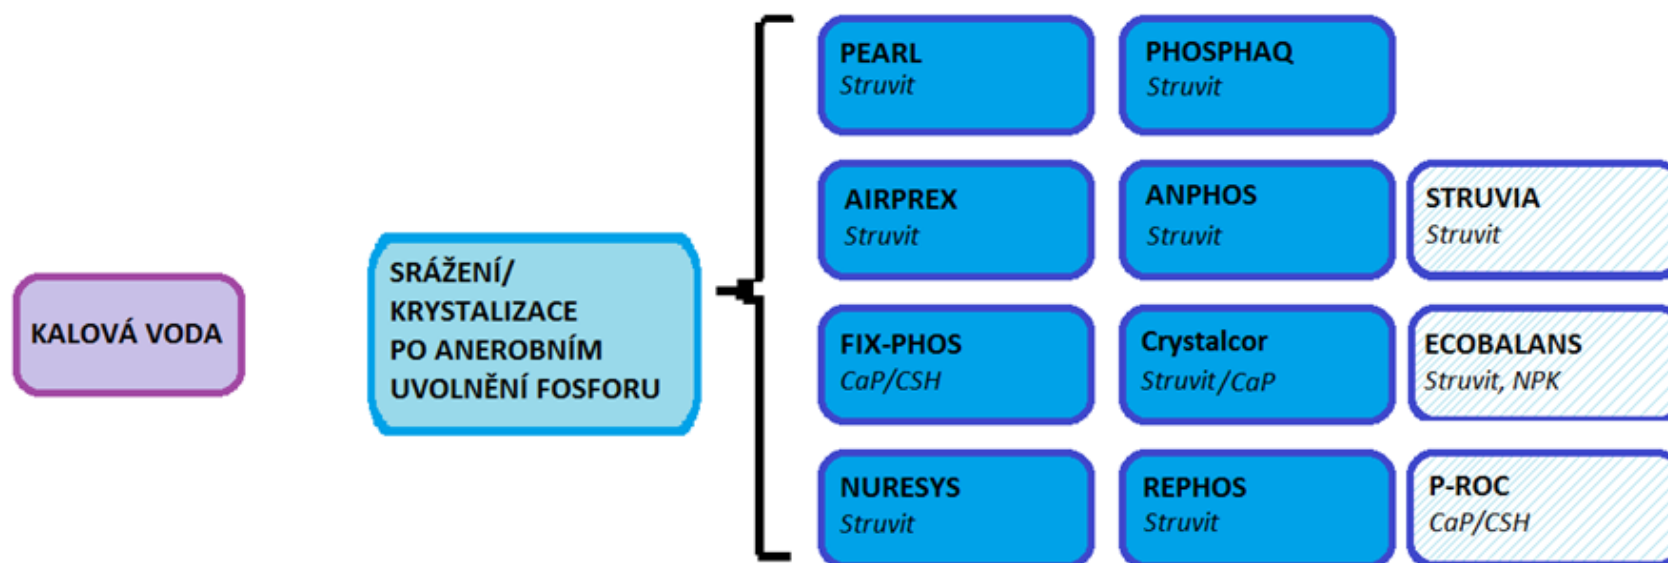 KALOVÁ VODA
SRÁŽENÍ/
KRYSTALIZACE
PO ANEROBNÍM
UVOLNĚNÍ FOSFORU
PEARL
Struvit
PHOSPHAQ
Struvit
AIRPREX
Struvit
ANPHOS
Struvit
STRUVIA
Struvit
FIX-PHOS
CaP/CSH
Crystalcor
Struvit/CaP
ECOBALANS
Struvit, NPK
NURESYS
Struvit
REPHOS
Struvit
P-ROC
CaP/CSH